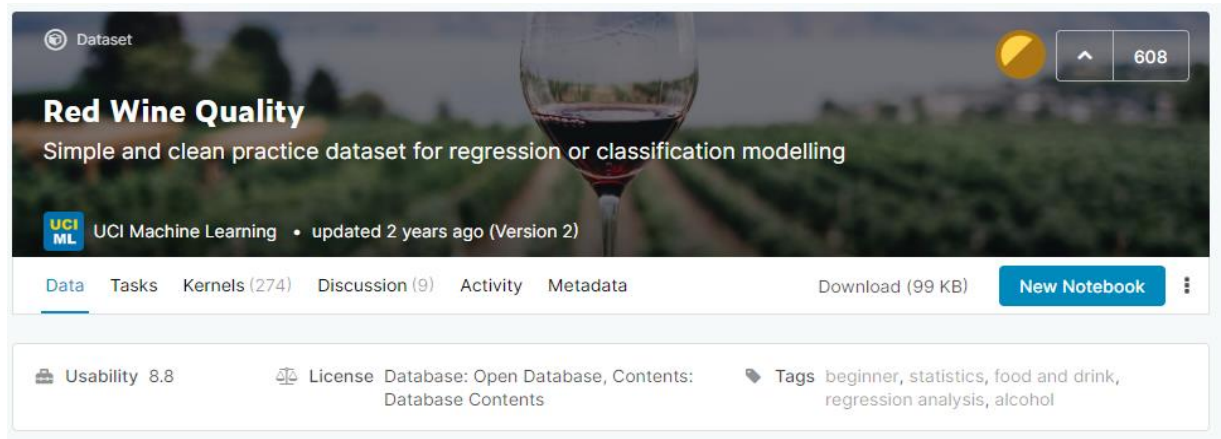 Dataset
608
Red Wine Quality
Simple and clean practice dataset for regression or classification modelling
UCI ML
UCI Machine Learning • updated 2 years ago (Version 2)
Data Tasks Kernels (274) Discussion (9) Activity Metadata Download (99 KB) New Notebook
Usability 8.8 License Database: Open Database, Contents: Tags beginner, statistics, food and drink,
Database Contents regression analysis, alcohol